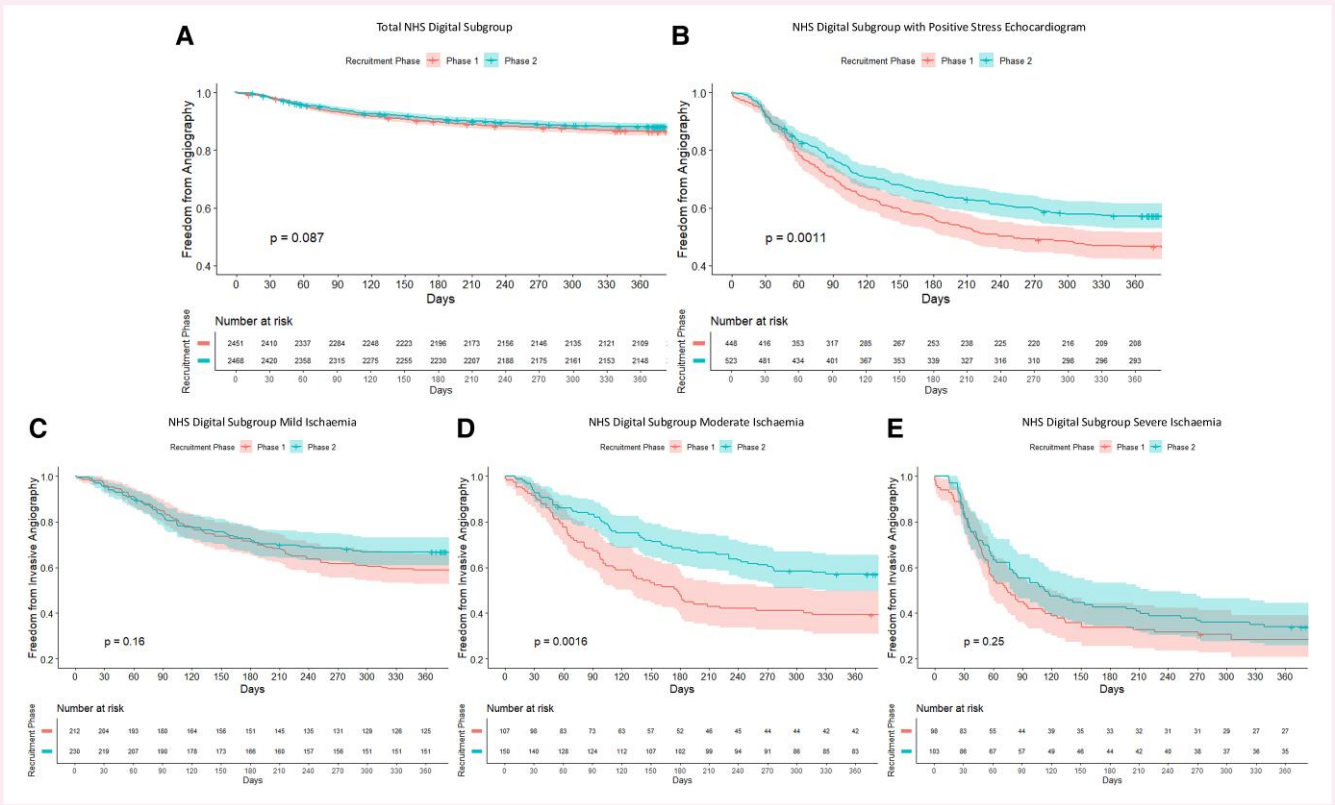 A
Total NHS Digital Subgroup
Recruitment Phase Phase 1 Phase 2
Freedom from Angiography
1.0
0.8
0.6
0.4
p = 0.087
0 30 60 90 120 150 180 210 240 270 300 330 360
Days
Number at risk
Recruitment Phase
2451 2410 2337 2284 2248 2223 2196 2173 2156 2146 2135 2121 2109
2468 2420 2358 2315 2275 2255 2230 2207 2188 2175 2161 2153 2148
0 30 60 90 120 150 180 210 240 270 300 330 360
Days
B
NHS Digital Subgroup with Positive Stress Echocardiogram
Recruitment Phase Phase 1 Phase 2
Freedom from Angiography
1.0
0.8
0.6
0.4
p = 0.0011
0 30 60 90 120 150 180 210 240 270 300 330 360
Days
Number at risk
Recruitment Phase
448 416 353 317 285 267 253 238 225 220 216 209 208
523 481 434 401 367 353 339 327 316 310 298 296 293
0 30 60 90 120 150 180 210 240 270 300 330 360
Days
C
NHS Digital Subgroup Mild Ischaemia
Recruitment Phase Phase 1 Phase 2
Freedom from Invasive Angiography
1.0
0.8
0.6
0.4
0.2
p = 0.16
0 30 60 90 120 150 180 210 240 270 300 330 360
Days
Number at risk
Recruitment Phase
212 204 193 180 164 156 151 145 135 131 129 126 125
230 219 207 190 178 173 166 160 157 156 151 151 151
0 30 60 90 120 150 180 210 240 270 300 330 360
Days
D
NHS Digital Subgroup Moderate Ischaemia
Recruitment Phase Phase 1 Phase 2
Freedom from Invasive Angiography
1.0
0.8
0.6
0.4
0.2
p = 0.0016
0 30 60 90 120 150 180 210 240 270 300 330 360
Days
Number at risk
Recruitment Phase
107 98 83 73 63 57 52 46 45 44 44 42 42
150 140 128 124 112 107 102 99 94 91 86 85 83
0 30 60 90 120 150 180 210 240 270 300 330 360
Days
E
NHS Digital Subgroup Severe Ischaemia
Recruitment Phase Phase 1 Phase 2
Freedom from Invasive Angiography
1.0
0.8
0.6
0.4
0.2
p = 0.25
0 30 60 90 120 150 180 210 240 270 300 330 360
Days
Number at risk
Recruitment Phase
98 83 55 44 39 35 33 32 31 31 29 27 27
103 86 67 57 49 46 44 42 40 38 37 36 35
0 30 60 90 120 150 180 210 240 270 300 330 360
Days